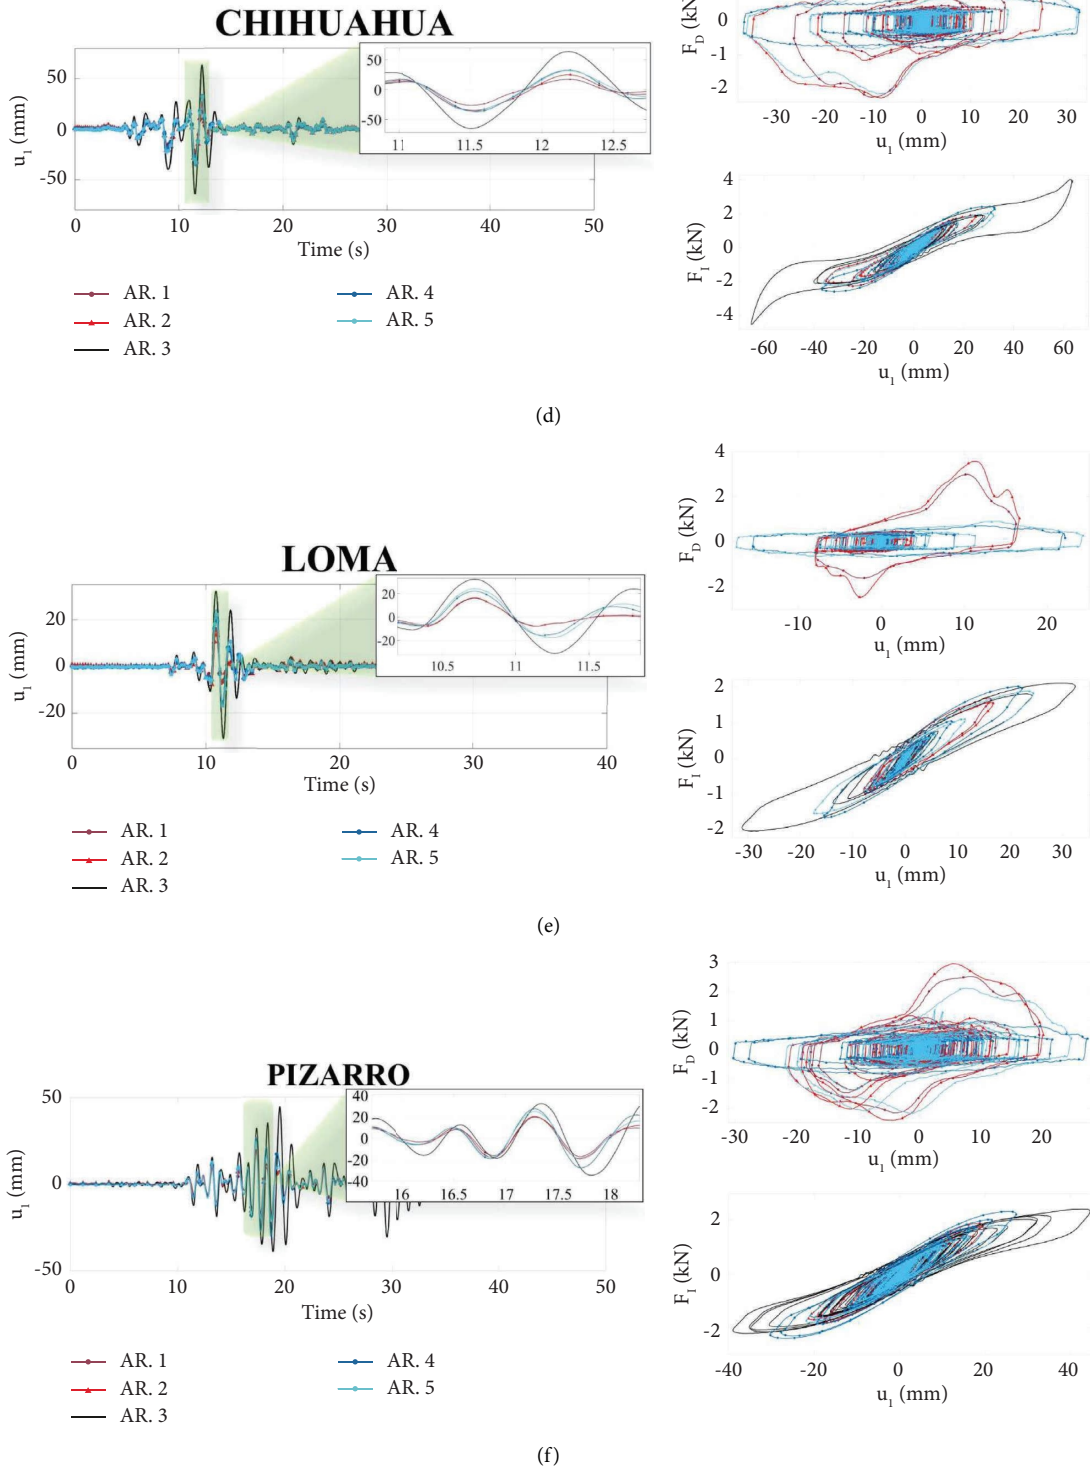 CHIHUAHUA
u1 (mm)
50
0
-50
0 10 20 30 40 50
Time (s)
50
0
-50
11 11.5 12 12.5
AR. 1
AR. 2
AR. 3
AR. 4
AR. 5
FD (kN)
0
-1
-2
-30 -20 -10 0 10 20 30
u1 (mm)
FI (kN)
4
2
0
-2
-4
-60 -40 -20 0 20 40 60
u1 (mm)
(d)
LOMA
u1 (mm)
20
0
-20
0 10 20 30 40
Time (s)
20
0
-20
10.5 11 11.5
AR. 1
AR. 2
AR. 3
AR. 4
AR. 5
FD (kN)
4
2
0
-2
-10 0 10 20
u1 (mm)
FI (kN)
2
1
0
-1
-2
-30 -20 -10 0 10 20 30
u1 (mm)
(e)
PIZARRO
u1 (mm)
50
0
-50
0 10 20 30 40 50
Time (s)
40
20
0
-20
-40
16 16.5 17 17.5 18
AR. 1
AR. 2
AR. 3
AR. 4
AR. 5
FD (kN)
3
2
1
0
-1
-2
-30 -20 -10 0 10 20
u1 (mm)
FI (kN)
2
0
-2
-40 -20 0 20 40
u1 (mm)
(f)